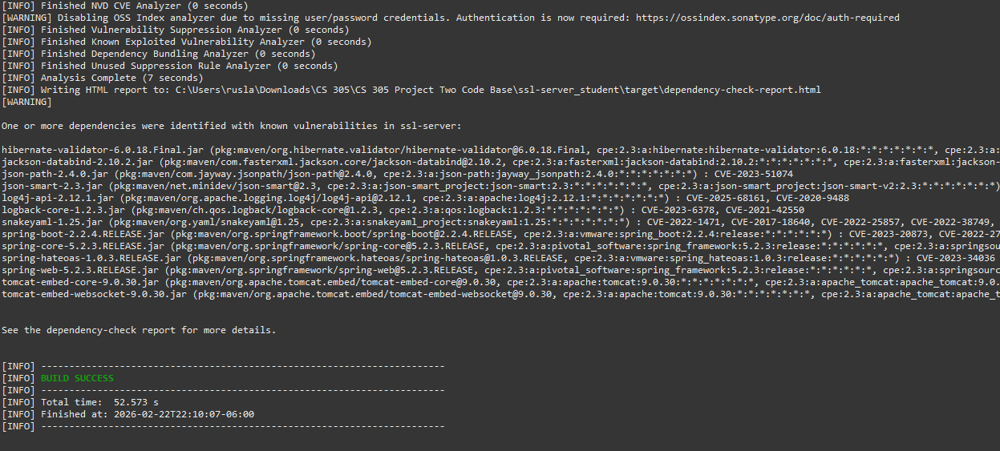 [INFO] Finished NVD CVE Analyzer (0 seconds)
[WARNING] Disabling OSS Index analyzer due to missing user/password credentials. Authentication is now required: https://ossindex.sonatype.org/doc/auth-required
[INFO] Finished Vulnerability Suppression Analyzer (0 seconds)
[INFO] Finished Known Exploited Vulnerability Analyzer (0 seconds)
[INFO] Finished Dependency Bundling Analyzer (0 seconds)
[INFO] Finished Unused Suppression Rule Analyzer (0 seconds)
[INFO] Analysis Complete (7 seconds)
[INFO] Writing HTML report to: C:\Users\rusla\Downloads\CS 305\CS 305 Project Two Code Base\ssl-server_student\target\dependency-check-report.html
[WARNING]
One or more dependencies were identified with known vulnerabilities in ssl-server:
hibernate-validator-6.0.18.Final.jar (pkg:maven/org.hibernate.validator/hibernate-validator@6.0.18.Final, cpe:2.3:a:hibernate:hibernate-validator:6.0.18:*:*:*:*:*:*:*, cpe:2.3:a:
jackson-databind-2.10.2.jar (pkg:maven/com.fasterxml.jackson.core/jackson-databind@2.10.2, cpe:2.3:a:fasterxml:jackson-databind:2.10.2:*:*:*:*:*:*:*, cpe:2.3:a:fasterxml:jackson-
json-path-2.4.0.jar (pkg:maven/com.jayway.jsonpath/json-path@2.4.0, cpe:2.3:a:json-path:jayway_jsonpath:2.4.0:*:*:*:*:*:*:*) : CVE-2023-51074
json-smart-2.3.jar (pkg:maven/net.minidev/json-smart@2.3, cpe:2.3:a:json-smart_project:json-smart:2.3:*:*:*:*:*:*:*, cpe:2.3:a:json-smart_project:json-smart-v2:2.3:*:*:*:*:*:*:*)
log4j-api-2.12.1.jar (pkg:maven/org.apache.logging.log4j/log4j-api@2.12.1, cpe:2.3:a:apache:log4j:2.12.1:*:*:*:*:*:*:*) : CVE-2025-68161, CVE-2020-9488
logback-core-1.2.3.jar (pkg:maven/ch.qos.logback/logback-core@1.2.3, cpe:2.3:a:qos:logback:1.2.3:*:*:*:*:*:*:*) : CVE-2023-6378, CVE-2021-42550
snakeyaml-1.25.jar (pkg:maven/org.yaml/snakeyaml@1.25, cpe:2.3:a:snakeyaml_project:snakeyaml:1.25:*:*:*:*:*:*:*) : CVE-2022-1471, CVE-2017-18640, CVE-2022-25857, CVE-2022-38749,
spring-boot-2.2.4.RELEASE.jar (pkg:maven/org.springframework.boot/spring-boot@2.2.4.RELEASE, cpe:2.3:a:vmware:spring_boot:2.2.4:release:*:*:*:*:*:*) : CVE-2023-20873, CVE-2022-27
spring-core-5.2.3.RELEASE.jar (pkg:maven/org.springframework/spring-core@5.2.3.RELEASE, cpe:2.3:a:pivotal_software:spring_framework:5.2.3:release:*:*:*:*:*:*, cpe:2.3:a:springsou
spring-hateoas-1.0.3.RELEASE.jar (pkg:maven/org.springframework.hateoas/spring-hateoas@1.0.3.RELEASE, cpe:2.3:a:vmware:spring_hateoas:1.0.3:release:*:*:*:*:*:*) : CVE-2023-34036
spring-web-5.2.3.RELEASE.jar (pkg:maven/org.springframework/spring-web@5.2.3.RELEASE, cpe:2.3:a:pivotal_software:spring_framework:5.2.3:release:*:*:*:*:*:*, cpe:2.3:a:springsourc
tomcat-embed-core-9.0.30.jar (pkg:maven/org.apache.tomcat.embed/tomcat-embed-core@9.0.30, cpe:2.3:a:apache:tomcat:9.0.30:*:*:*:*:*:*:*, cpe:2.3:a:apache_tomcat:apache_tomcat:9.0.
tomcat-embed-websocket-9.0.30.jar (pkg:maven/org.apache.tomcat.embed/tomcat-embed-websocket@9.0.30, cpe:2.3:a:apache:tomcat:9.0.30:*:*:*:*:*:*:*, cpe:2.3:a:apache_tomcat:apache_t
See the dependency-check report for more details.
[INFO] ------------------------------------------------------------------------
[INFO] BUILD SUCCESS
[INFO] ------------------------------------------------------------------------
[INFO] Total time:  52.573 s
[INFO] Finished at: 2026-02-22T22:10:07-06:00
[INFO] ------------------------------------------------------------------------